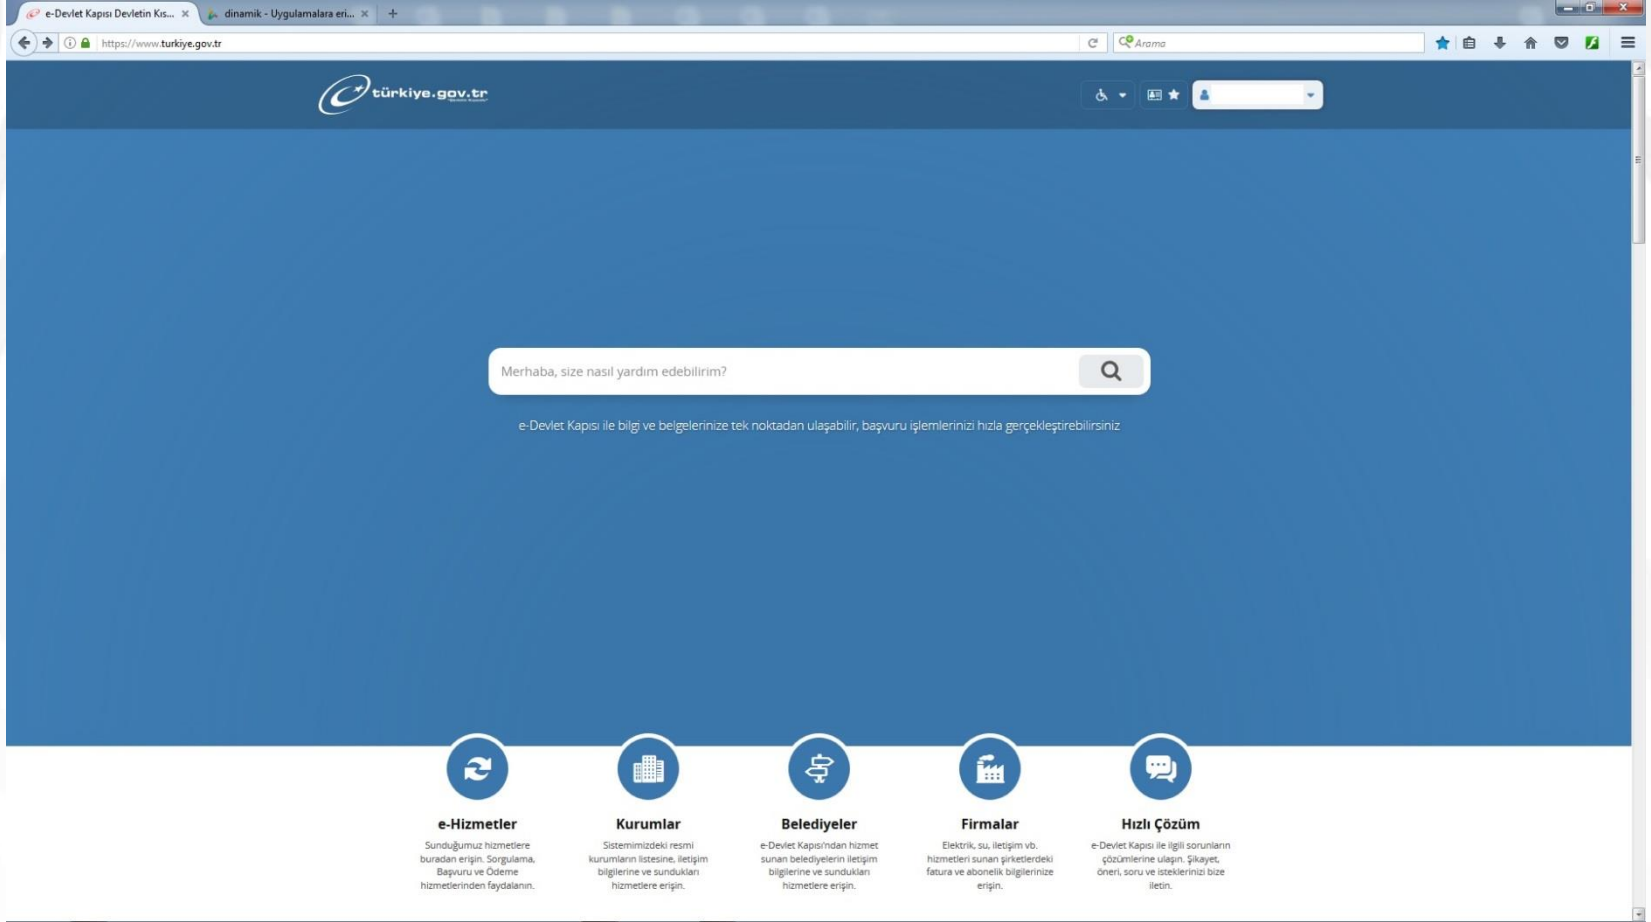 e-Devlet Kapısı Devletin Kıs...
dinamik - Uygulamalara eri...
https://www.turkiye.gov.tr
Arama
türkiye.gov.tr
Merhaba, size nasıl yardım edebilirim?
e-Devlet Kapısı ile bilgi ve belgelerinize tek noktadan ulaşabilir, başvuru işlemlerinizi hızla gerçekleştirebilirsiniz
e-Hizmetler
Sunduğumuz hizmetlere
buradan erişin. Sorgulama,
Başvuru ve Ödeme
hizmetlerinden faydalanın.
Kurumlar
Sistemimizdeki resmi
kurumların listesine, iletişim
bilgilerine ve sundukları
hizmetlere erişin.
Belediyeler
e-Devlet Kapısı'ndan hizmet
sunan belediyelerin iletişim
bilgilerine ve sundukları
hizmetlere erişin.
Firmalar
Elektrik, su, iletişim vb.
hizmetleri sunan şirketlerdeki
fatura ve abonelik bilgilerinize
erişin.
Hızlı Çözüm
e-Devlet Kapısı ile ilgili sorunların
çözümlerine ulaşın. Şikayet,
öneri, soru ve isteklerinizi bize
iletin.